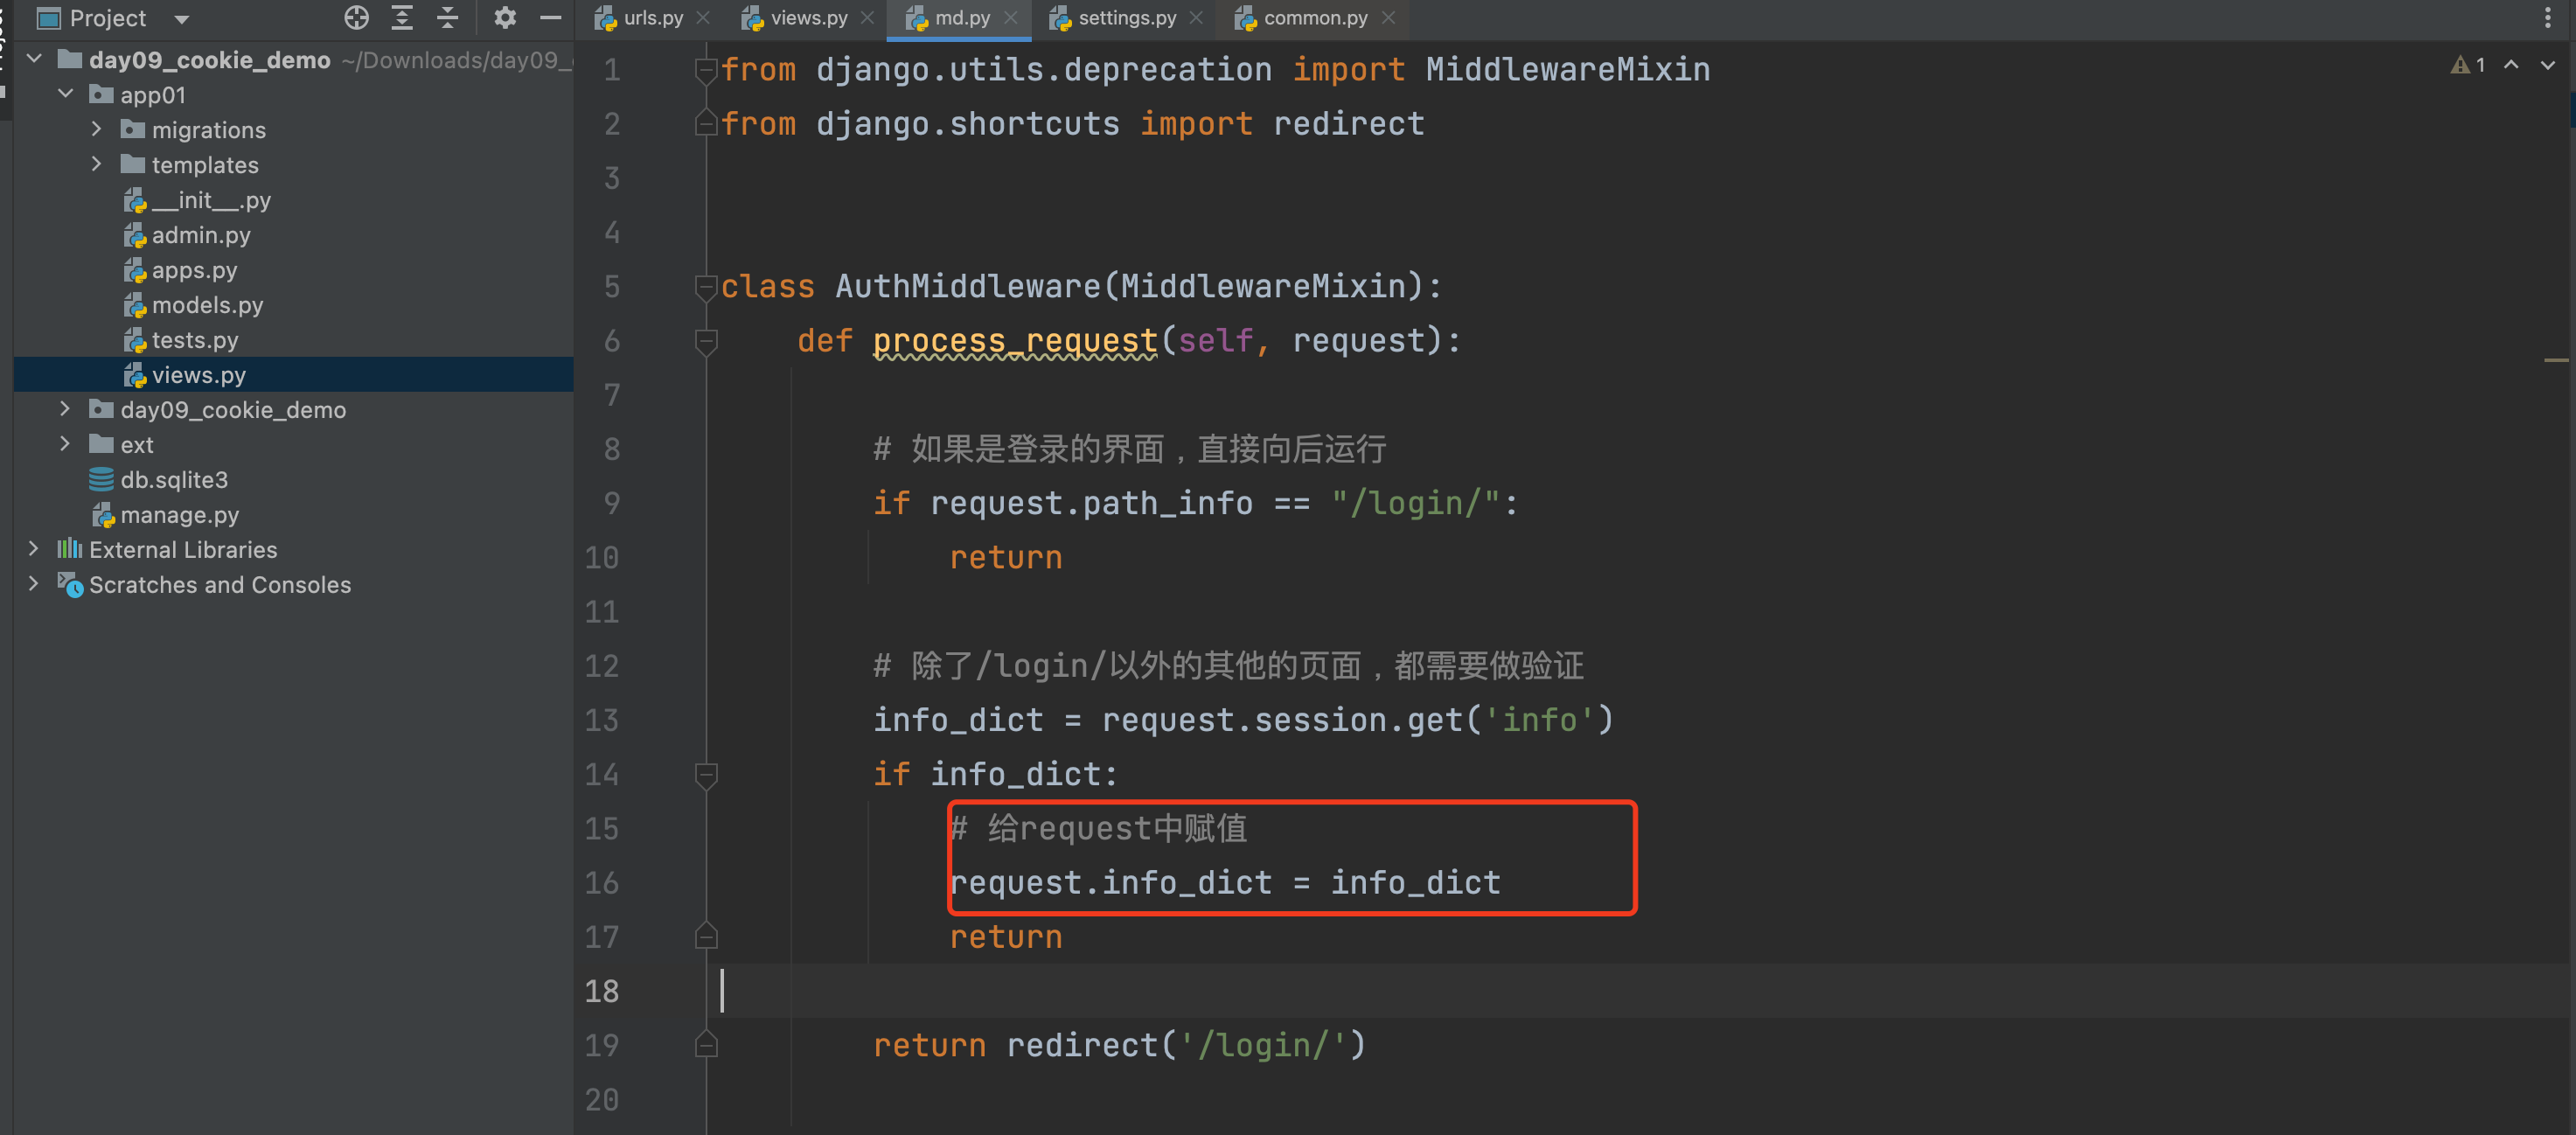 Project
urls.py
views.py
md.py
settings.py
common.py
day09_cookie_demo ~/Downloads/day09_
app01
migrations
templates
__init__.py
admin.py
apps.py
models.py
tests.py
views.py
day09_cookie_demo
ext
db.sqlite3
manage.py
External Libraries
Scratches and Consoles
1
1 from django.utils.deprecation import MiddlewareMixin
2 from django.shortcuts import redirect
3
4
5 class AuthMiddleware(MiddlewareMixin):
6 def process_request(self, request):
7
8 # 如果是登录的界面，直接向后运行
9 if request.path_info == "/login/":
10 return
11
12 # 除了/login/以外的其他的页面，都需要做验证
13 info_dict = request.session.get('info')
14 if info_dict:
15 # 给request中赋值
16 request.info_dict = info_dict
17 return
18
19 return redirect('/login/')
20